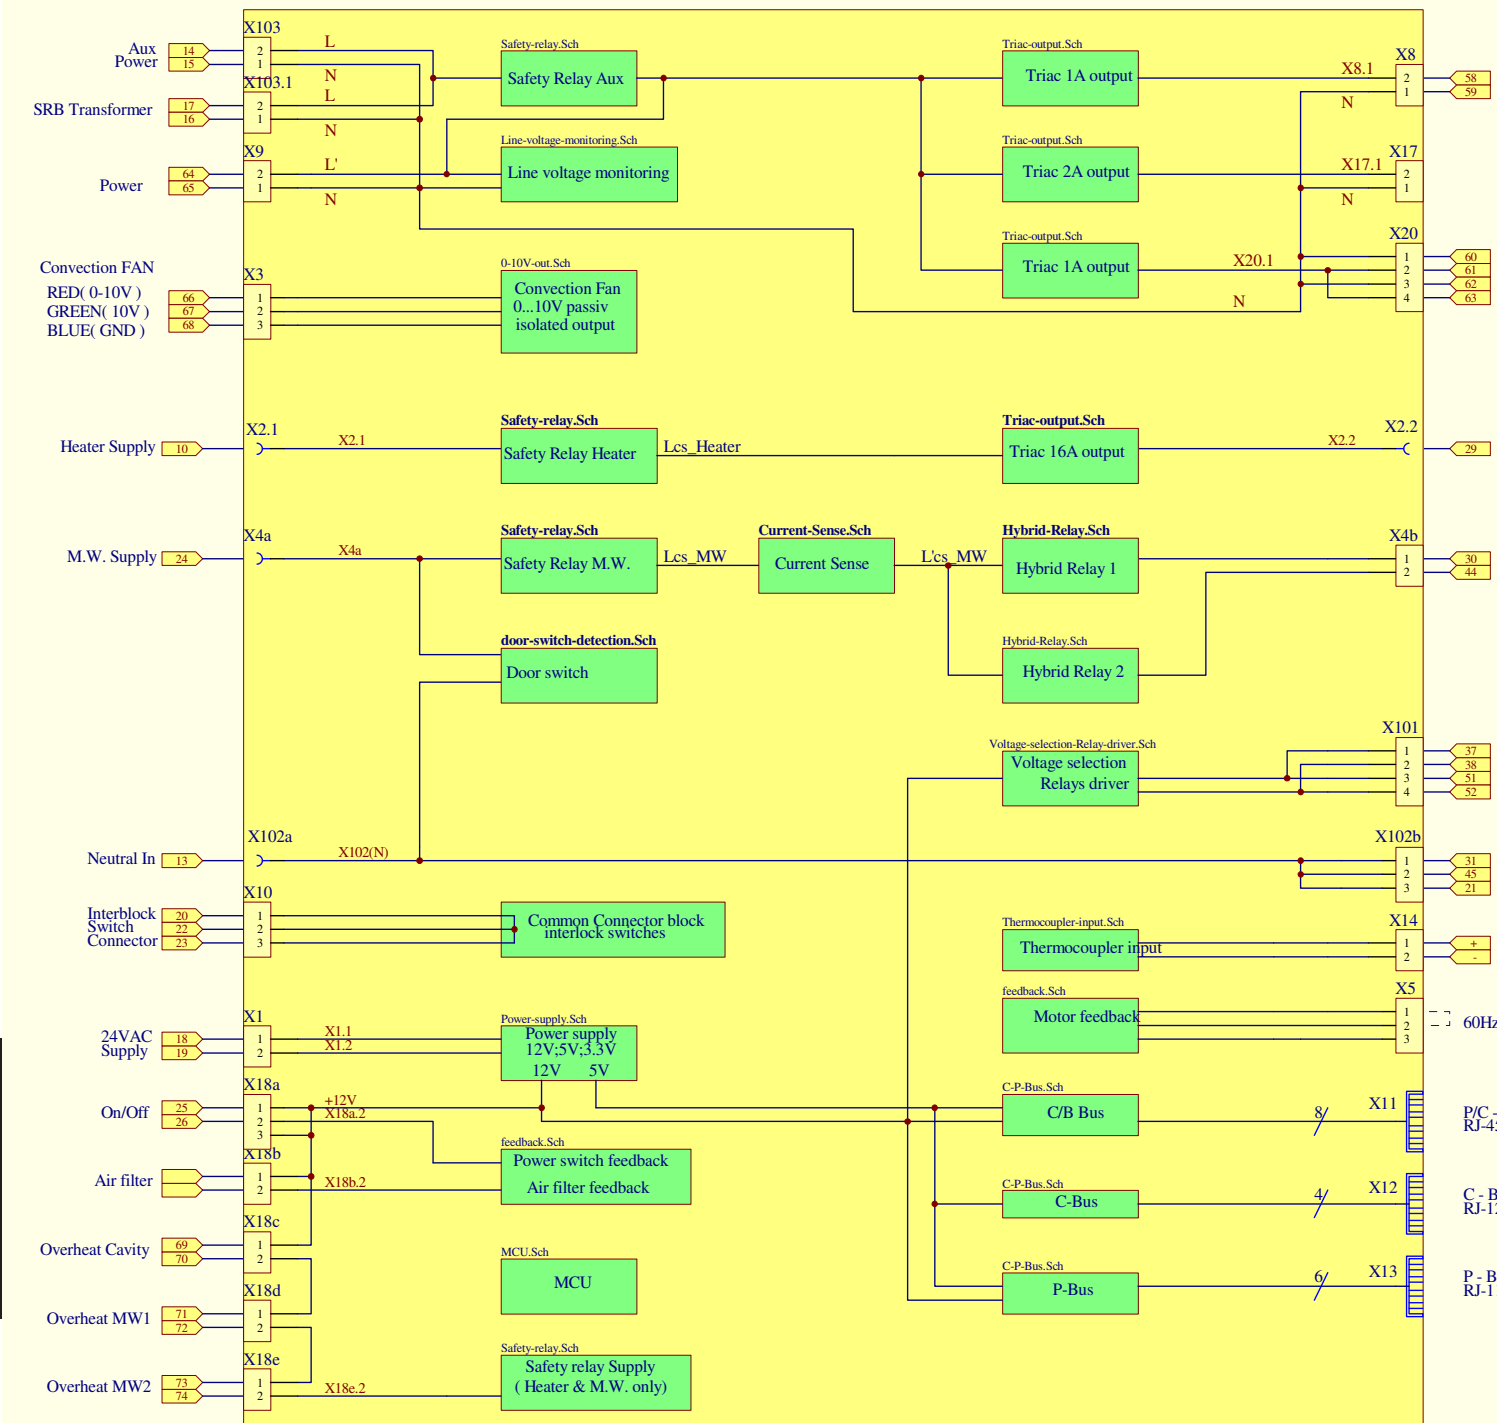 X103
Aux
Power
14
15
2
1
L
N
Safety-relay.Sch
Safety Relay Aux
Triac-output.Sch
Triac 1A output
X8.1
N
X8
2
1
58
59
X103.1
SRB Transformer
17
16
2
1
L
N
X9
Power
64
65
2
1
L'
N
Line-voltage-monitoring.Sch
Line voltage monitoring
Triac-output.Sch
Triac 2A output
X17.1
N
X17
2
1
Triac-output.Sch
Triac 1A output
X20.1
N
X20
1
2
3
4
60
61
62
63
Convection FAN
RED( 0-10V )
GREEN( 10V )
BLUE( GND )
66
67
68
X3
1
2
3
0-10V-out.Sch
Convection Fan
0...10V passiv
isolated output
Heater Supply
10
X2.1
X2.1
Safety-relay.Sch
Safety Relay Heater
Lcs_Heater
Triac-output.Sch
Triac 16A output
X2.2
X2.2
29
M.W. Supply
24
X4a
X4a
Safety-relay.Sch
Safety Relay M.W.
Lcs_MW
Current-Sense.Sch
Current Sense
L'cs_MW
Hybrid-Relay.Sch
Hybrid Relay 1
X4b
1
2
30
44
door-switch-detection.Sch
Door switch
Hybrid-Relay.Sch
Hybrid Relay 2
Voltage-selection-Relay-driver.Sch
Voltage selection
Relays driver
X101
1
2
3
4
37
38
51
52
Neutral In
13
X102a
X102(N)
X102b
1
2
3
31
45
21
Interblock
Switch
Connector
20
22
23
X10
1
2
3
Common Connector block
interlock switches
Thermocoupler-input.Sch
Thermocoupler input
X14
1
2
+
-
feedback.Sch
Motor feedback
X5
1
2
3
60Hz
24VAC
Supply
18
19
X1
1
2
X1.1
X1.2
Power-supply.Sch
Power supply
12V;5V;3.3V
12V 5V
On/Off
25
26
X18a
1
2
3
+12V
X18a.2
C-P-Bus.Sch
C/B Bus
8
X11
P/C -
RJ-45
feedback.Sch
Power switch feedback
Air filter feedback
Air filter
X18b
1
2
X18b.2
C-P-Bus.Sch
C-Bus
4
X12
C - B
RJ-12
Overheat Cavity
69
70
X18c
1
2
MCU.Sch
MCU
C-P-Bus.Sch
P-Bus
6
X13
P - B
RJ-1
Overheat MW1
71
72
X18d
1
2
Overheat MW2
73
74
X18e
1
2
X18e.2
Safety-relay.Sch
Safety relay Supply
( Heater & M.W. only)